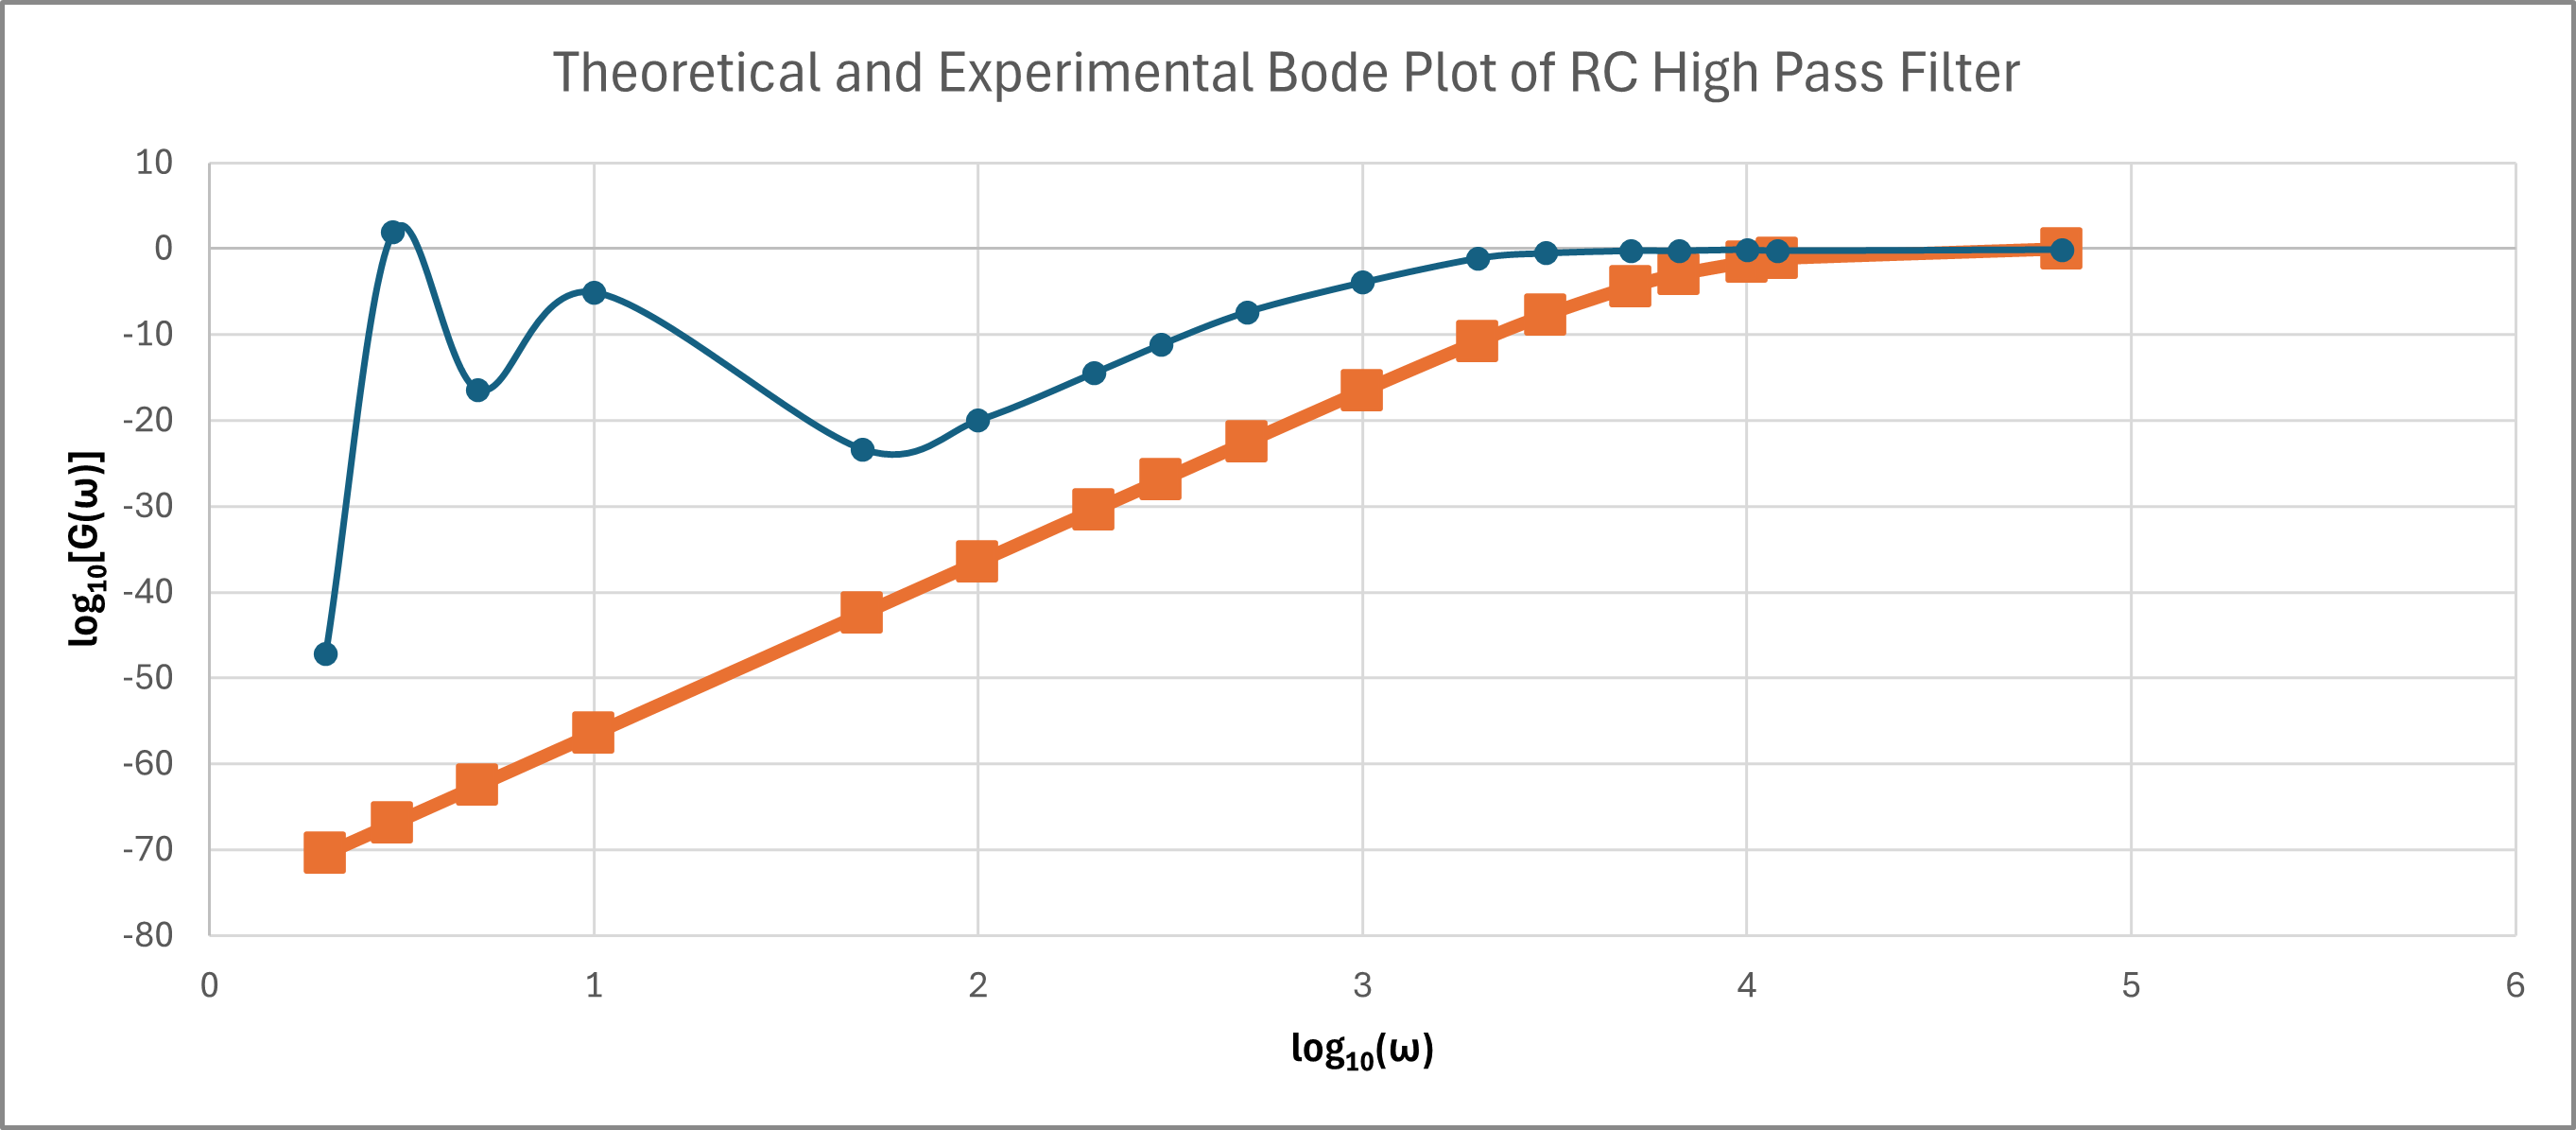 Theoretical and Experimental Bode Plot of RC High Pass Filter
10
0
-10
-20
-30
-40
-50
-60
-70
-80
log₁₀[G(ω)]
0 1 2 3 4 5 6
log₁₀(ω)